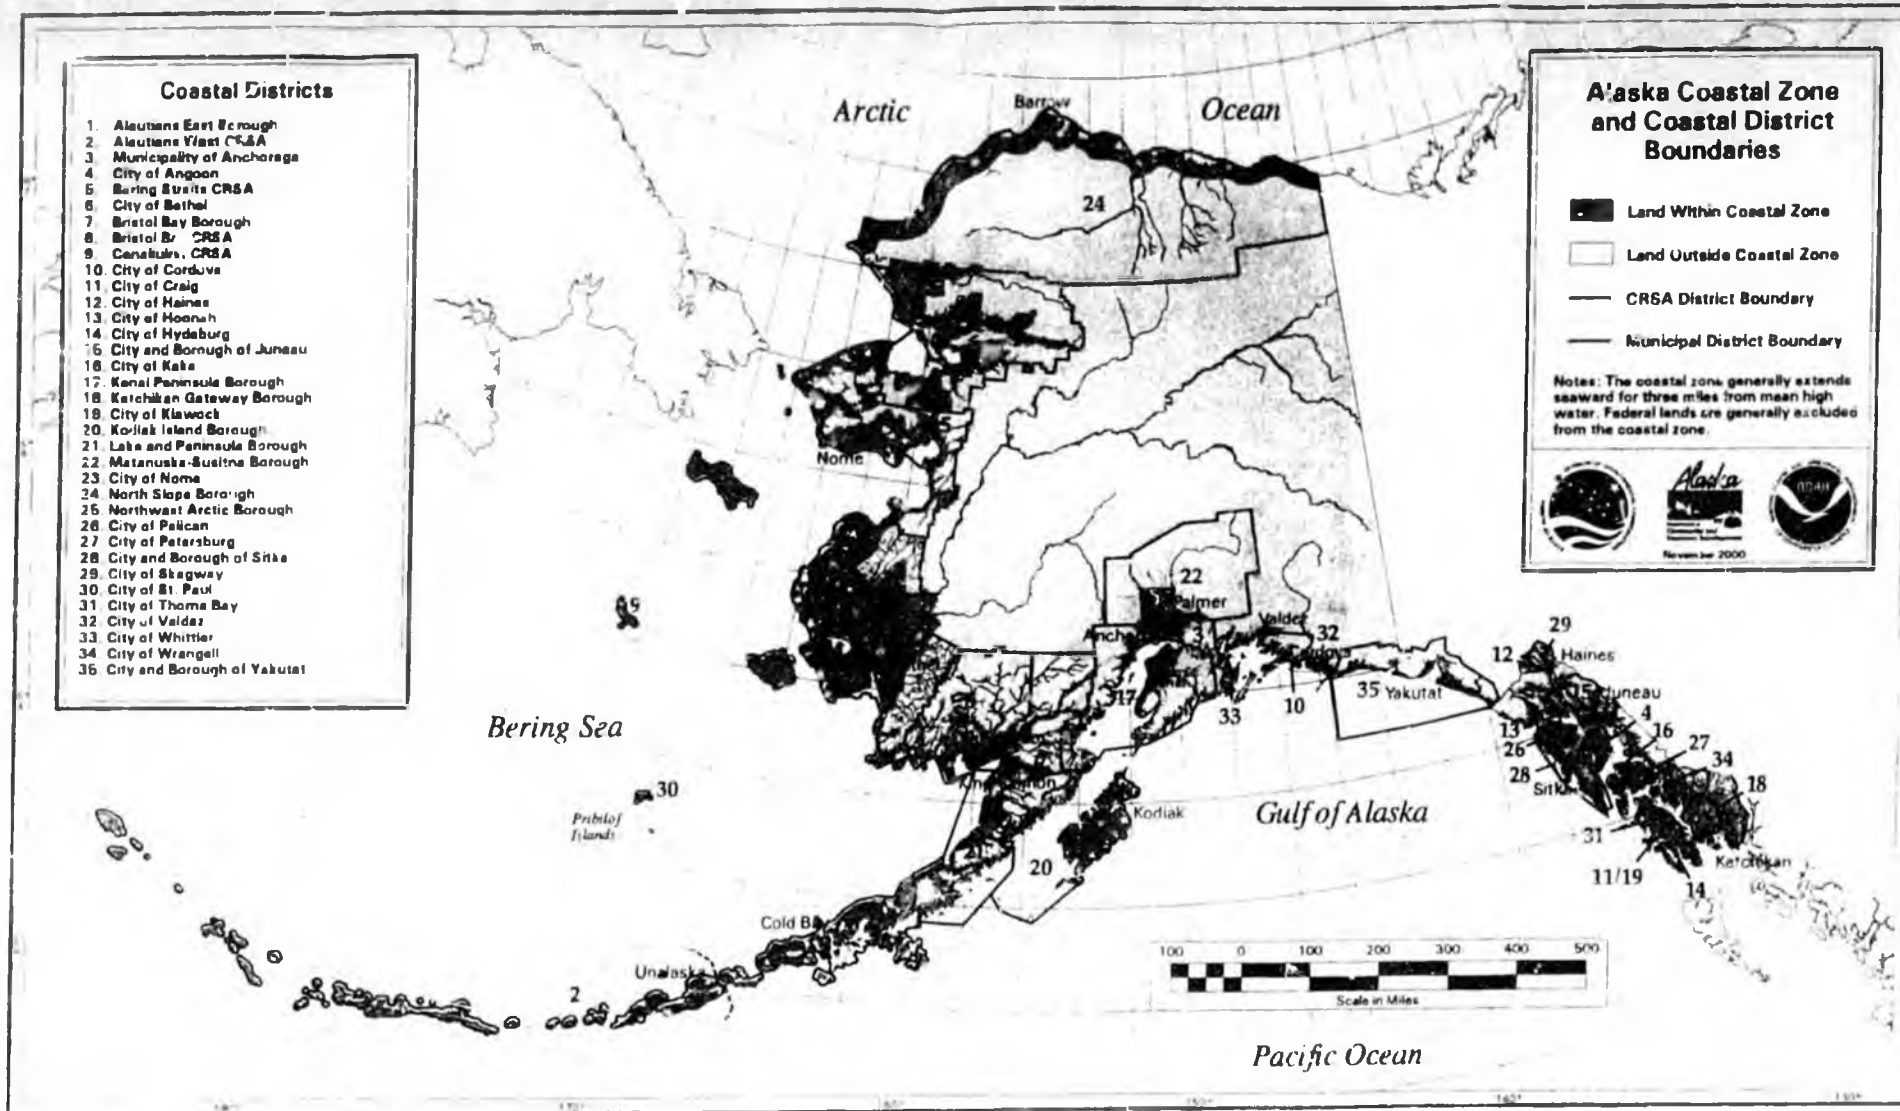 Coastal Districts
1. Aleutians East Borough
2. Aleutians West CRSA
3. Municipality of Anchorage
4. City of Angoon
5. Bering Straits CRSA
6. City of Bethel
7. Bristol Bay Borough
8. Bristol CRSA
9. CRSA
10. City of Cordova
11. City of Craig
12. City of Haines
13. City of Hoonah
14. City of Hydaburg
15. City and Borough of Juneau
16. City of Kake
17. Kenai Peninsula Borough
18. Ketchikan Gateway Borough
19. City of Klawock
20. Kodiak Island Borough
21. Lake and Peninsula Borough
22. Matanuska-Susitna Borough
23. City of Nome
24. North Slope Borough
25. Northwest Arctic Borough
26. City of Pelican
27. City of Petersburg
28. City and Borough of Sitka
29. City of Skagway
30. City of St. Paul
31. City of Thorne Bay
32. City of Valdez
33. City of Whittier
34. City of Wrangell
35. City and Borough of Yakutat
Alaska Coastal Zone
and Coastal District
Boundaries
Land Within Coastal Zone
Land Outside Coastal Zone
CRSA District Boundary
Municipal District Boundary
Notes: The coastal zone generally extends
seaward for three miles from mean high
water. Federal lands are generally excluded
from the coastal zone.
Alaska
NOAA
November 2000
Arctic Ocean
Barrow
24
5
Nome
9
22
Palmer
3
Valdez
32
Cordova
17
33
10
35 Yakutat
29
12
Haines
15 Juneau
4
13
16
26
27
34
28
18
Sitka
31
Ketchikan
11/19
14
Bering Sea
30
Pribilof
Islands
King Salmon
Kodiak
Gulf of Alaska
21
20
Cold Bay
Unalaska
2
100 0 100 200 300 400 500
Scale in Miles
Pacific Ocean